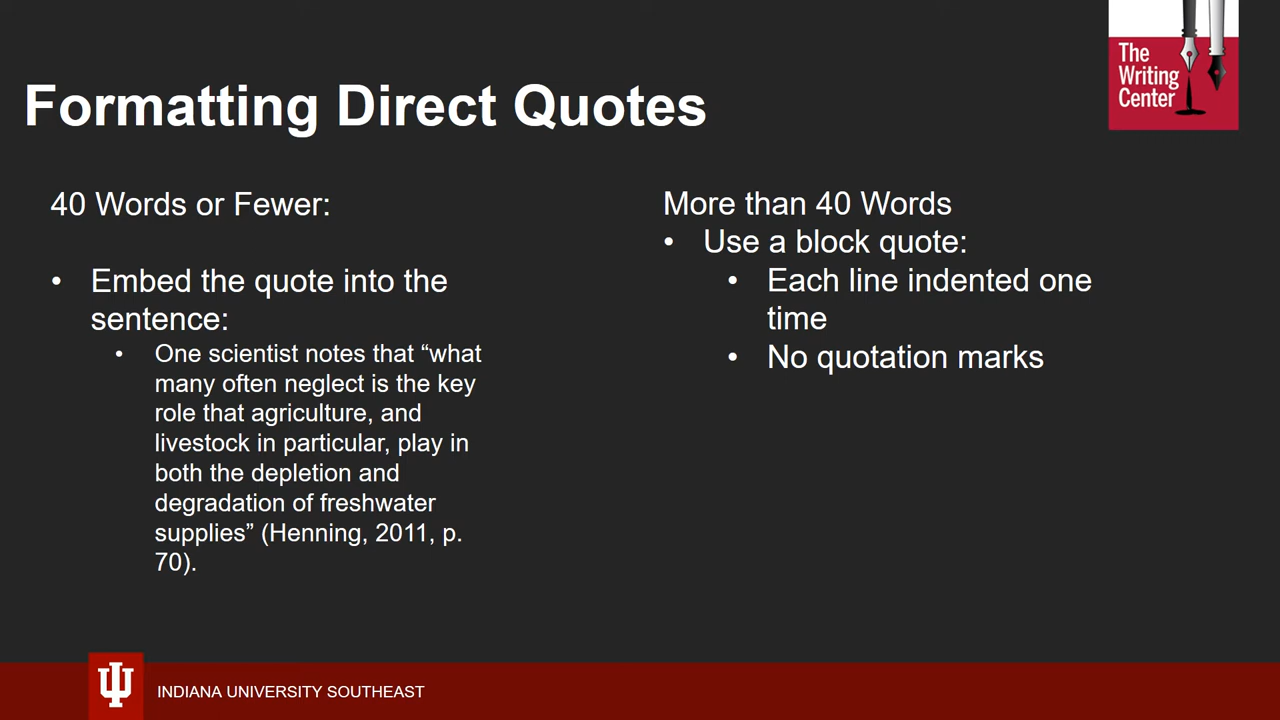 The
Writing
Center
Formatting Direct Quotes
40 Words or Fewer:
• Embed the quote into the
sentence:
• One scientist notes that “what
many often neglect is the key
role that agriculture, and
livestock in particular, play in
both the depletion and
degradation of freshwater
supplies” (Henning, 2011, p.
70).
More than 40 Words
• Use a block quote:
• Each line indented one
time
• No quotation marks
INDIANA UNIVERSITY SOUTHEAST